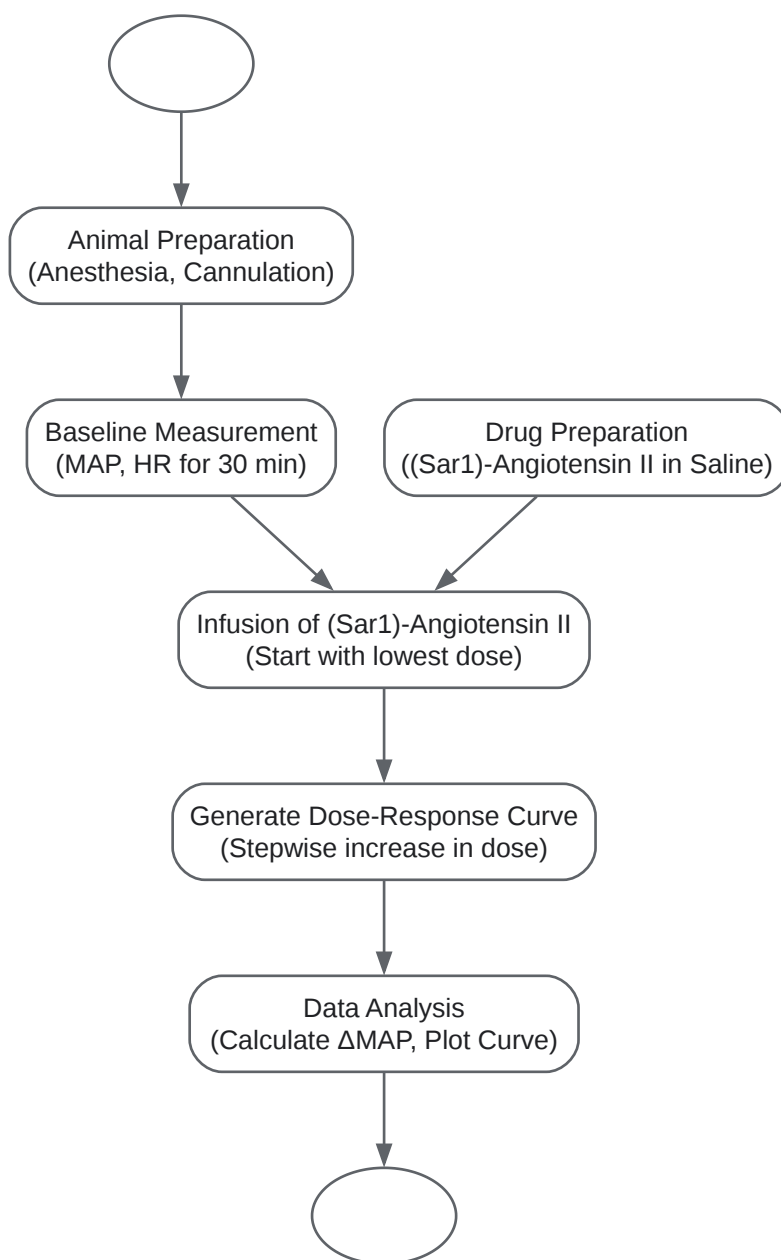 Animal Preparation
(Anesthesia, Cannulation)
Baseline Measurement
(MAP, HR for 30 min)
Drug Preparation
((Sar1)-Angiotensin II in Saline)
Infusion of (Sar1)-Angiotensin II
(Start with lowest dose)
Generate Dose-Response Curve
(Stepwise increase in dose)
Data Analysis
(Calculate ΔMAP, Plot Curve)